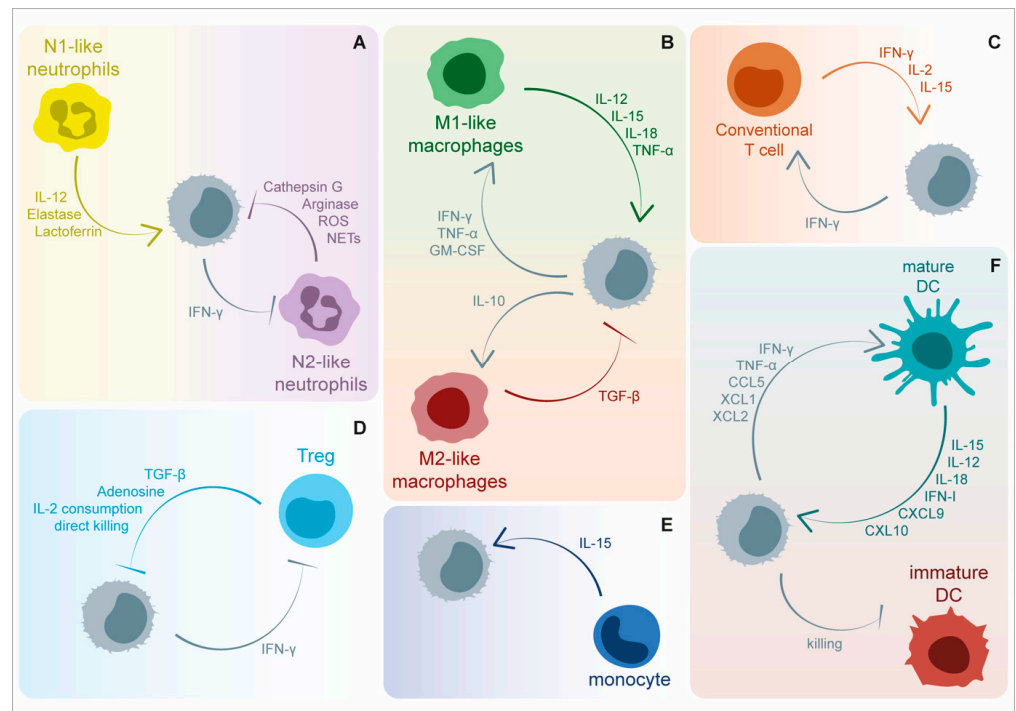 A
N1-like
neutrophils
IL-12
Elastase
Lactoferrin
Cathepsin G
Arginase
ROS
NETs
IFN-γ
N2-like
neutrophils
B
M1-like
macrophages
IL-12
IL-15
IL-18
TNF-α
IFN-γ
TNF-α
GM-CSF
IL-10
TGF-β
M2-like
macrophages
C
IFN-γ
IL-2
IL-15
Conventional
T cell
IFN-γ
D
Treg
TGF-β
Adenosine
IL-2 consumption
direct killing
IFN-γ
E
IL-15
monocyte
F
mature
DC
IFN-γ
TNF-α
CCL5
XCL1
XCL2
IL-15
IL-12
IL-18
IFN-I
CXCL9
CXL10
immature
DC
killing